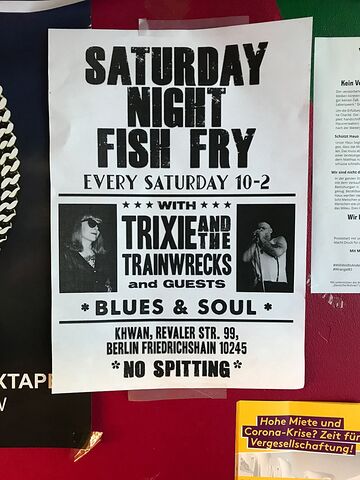 SATURDAY
NIGHT
FISH FRY
EVERY SATURDAY 10-2
WITH
TRIXIE AND THE
TRAINWRECKS
and GUESTS
* BLUES & SOUL *
KHWAN, REVALER STR. 99,
BERLIN FRIEDRICHSHAIN 10245
*NO SPITTING*
XTAPE
Hohe Miete und
Corona-Krise? Zeit für
Vergesellschaftung!